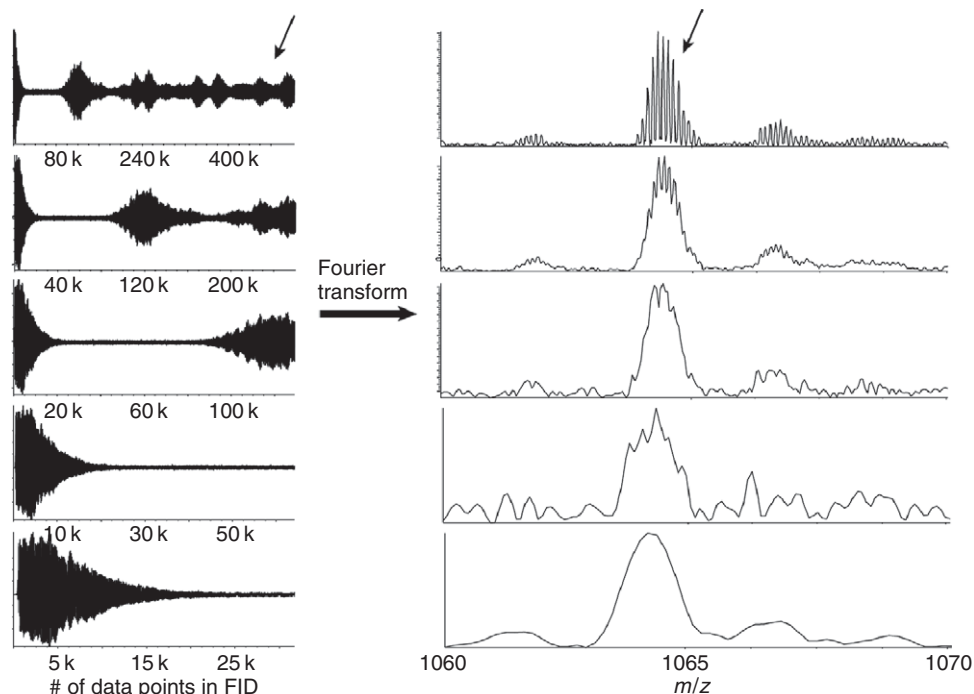 80 k 240 k 400 k
40 k 120 k 200 k
Fourier
transform
20 k 60 k 100 k
10 k 30 k 50 k
5 k 15 k 25 k
# of data points in FID
1060 1065 1070
m/z